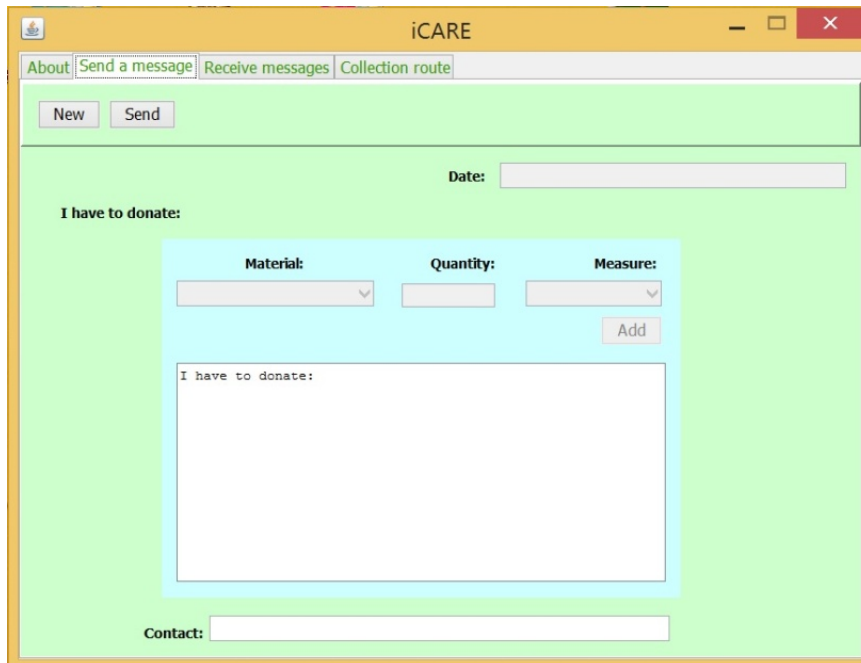 iCARE
About Send a message Receive messages Collection route
New Send
Date:
I have to donate:
Material: Quantity: Measure:
Add
I have to donate:
Contact: